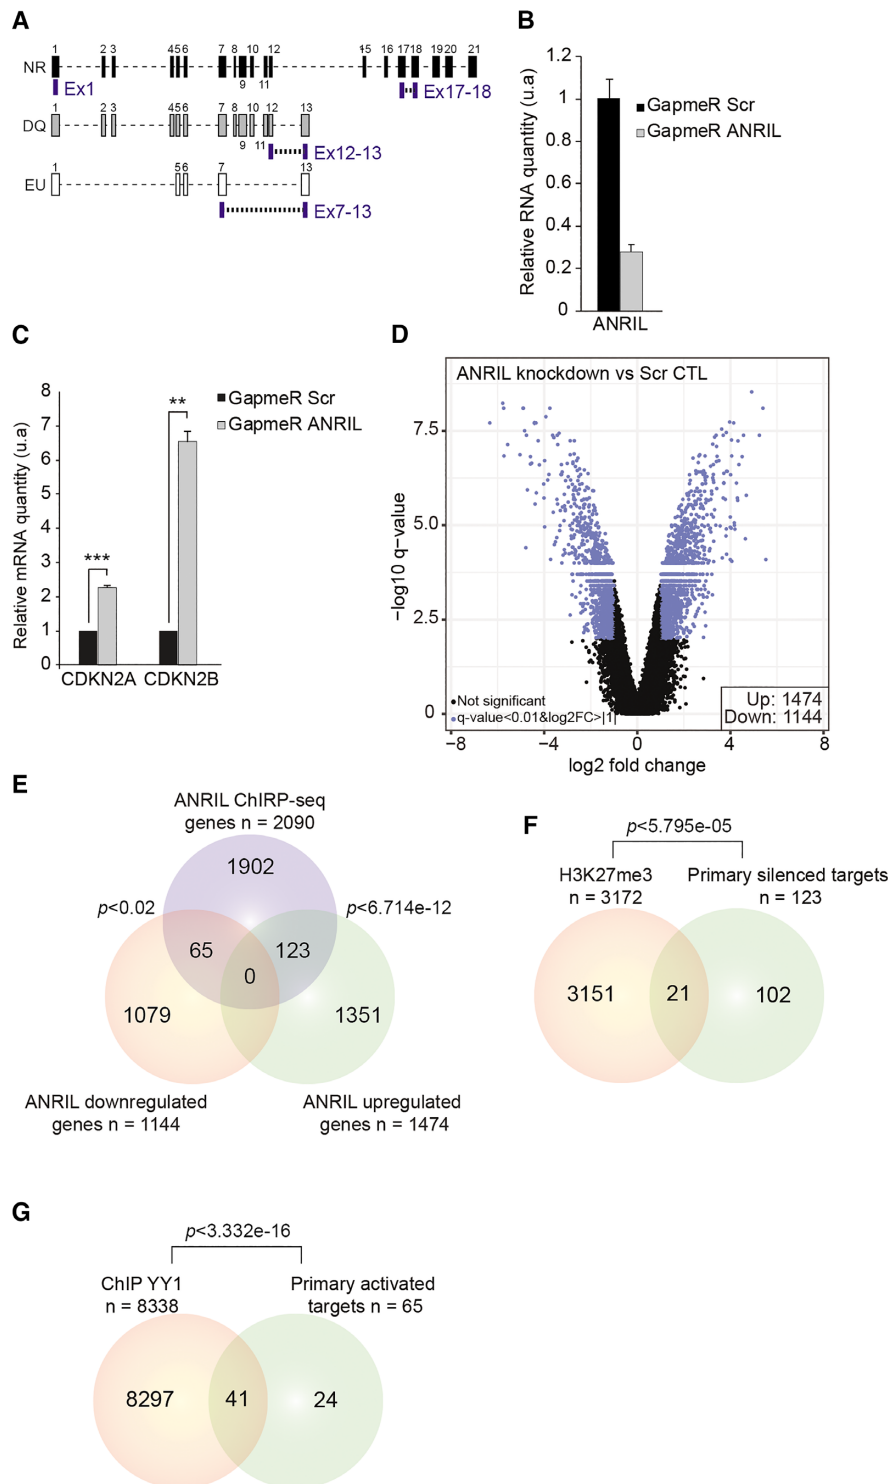 A
1 2 3 456 7 8 10 12 15 16 1718 1920 21
NR
9 11
Ex1
Ex17-18
1 2 3 456 7 8 10 12 13
DQ
9 11
Ex12-13
1 56 7 13
EU
Ex7-13
B
Relative RNA quantity (u.a)
1.2
1
0.8
0.6
0.4
0.2
0
GapmeR Scr
GapmeR ANRIL
ANRIL
C
Relative mRNA quantity (u.a)
8
7
6
5
4
3
2
1
0
GapmeR Scr
GapmeR ANRIL
**
***
CDKN2A CDKN2B
D
ANRIL knockdown vs Scr CTL
−log10 q−value
7.5
5.0
2.5
0
Not significant
q-value<0.01&log2FC>|1|
Up: 1474
Down: 1144
−8 −4 0 4 8
log2 fold change
E
ANRIL ChIRP-seq
genes n = 2090
1902
p<0.02
p<6.714e-12
65
123
0
1079
1351
ANRIL downregulated
genes n = 1144
ANRIL upregulated
genes n = 1474
F
p<5.795e-05
H3K27me3
n = 3172
Primary silenced targets
n = 123
3151
21
102
G
p<3.332e-16
ChIP YY1
n = 8338
Primary activated
targets n = 65
8297
41
24